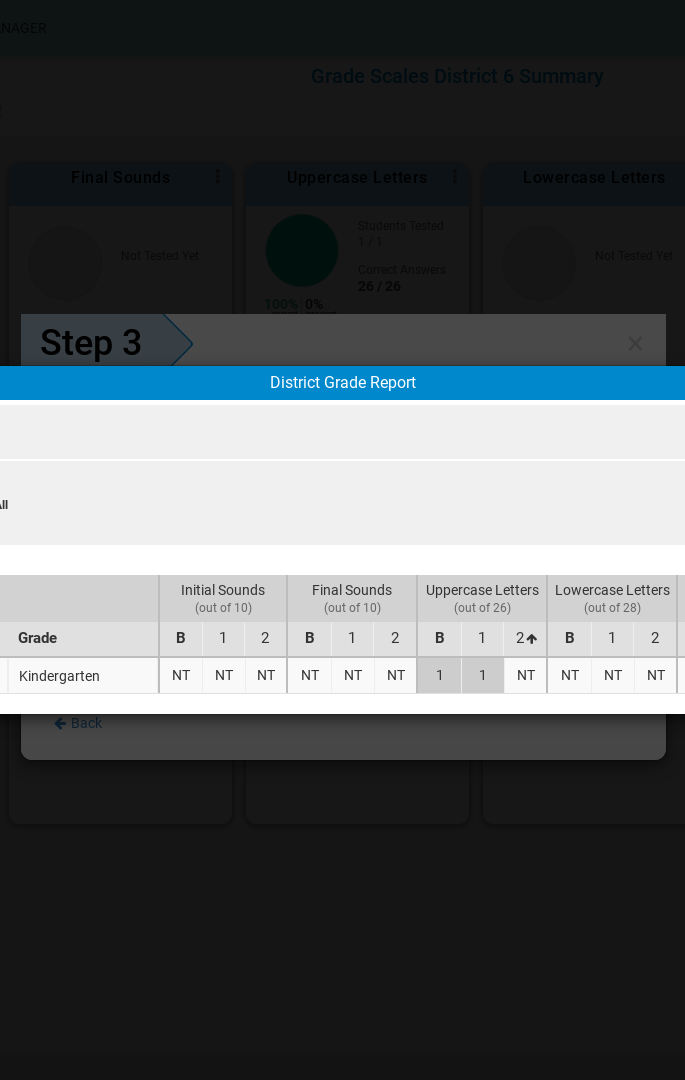 NAGER
Grade Scales District 6 Summary
Final Sounds
Uppercase Letters
Lowercase Letters
Not Tested Yet
Students Tested
1 / 1
Correct Answers
26 / 26
100% 0%
Not Tested Yet
Step 3
×
District Grade Report
All
Initial Sounds
(out of 10)
Final Sounds
(out of 10)
Uppercase Letters
(out of 26)
Lowercase Letters
(out of 28)
Grade B 1 2 B 1 2 B 1 2 B 1 2
Kindergarten NT NT NT NT NT NT 1 1 NT NT NT NT
Back